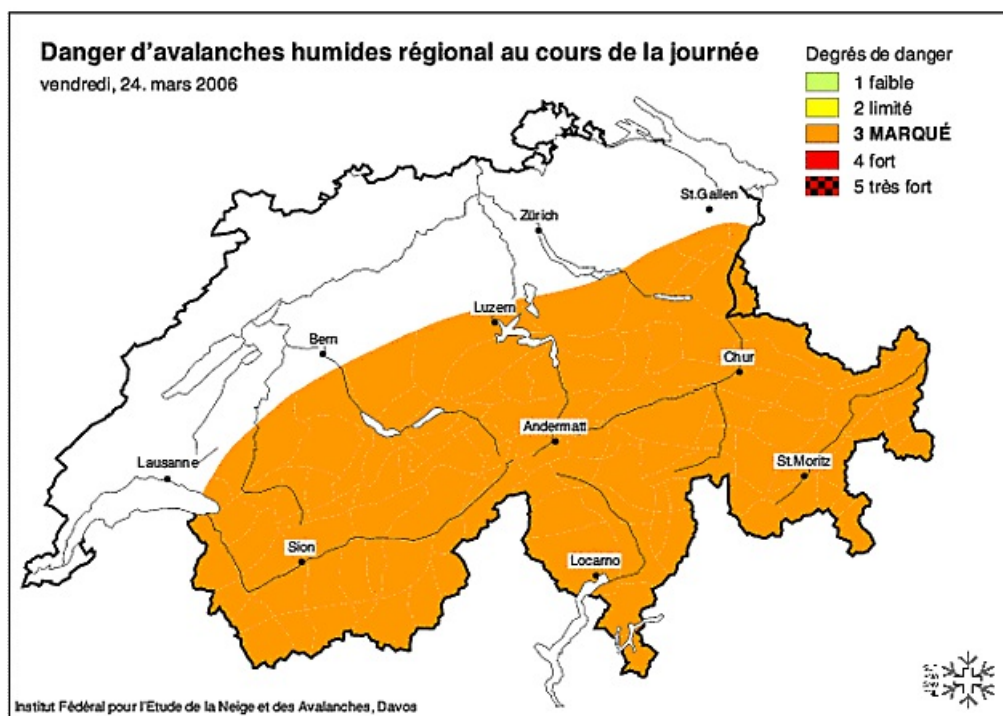 Danger d'avalanches humides régional au cours de la journée
vendredi, 24. mars 2006
Degrés de danger
1 faible
2 limité
3 MARQUÉ
4 fort
5 très fort
St.Gallen
Zürich
Luzern
Bern
Chur
Andermatt
Lausanne
St.Moritz
Sion
Locarno
Institut Fédéral pour l'Etude de la Neige et des Avalanches, Davos